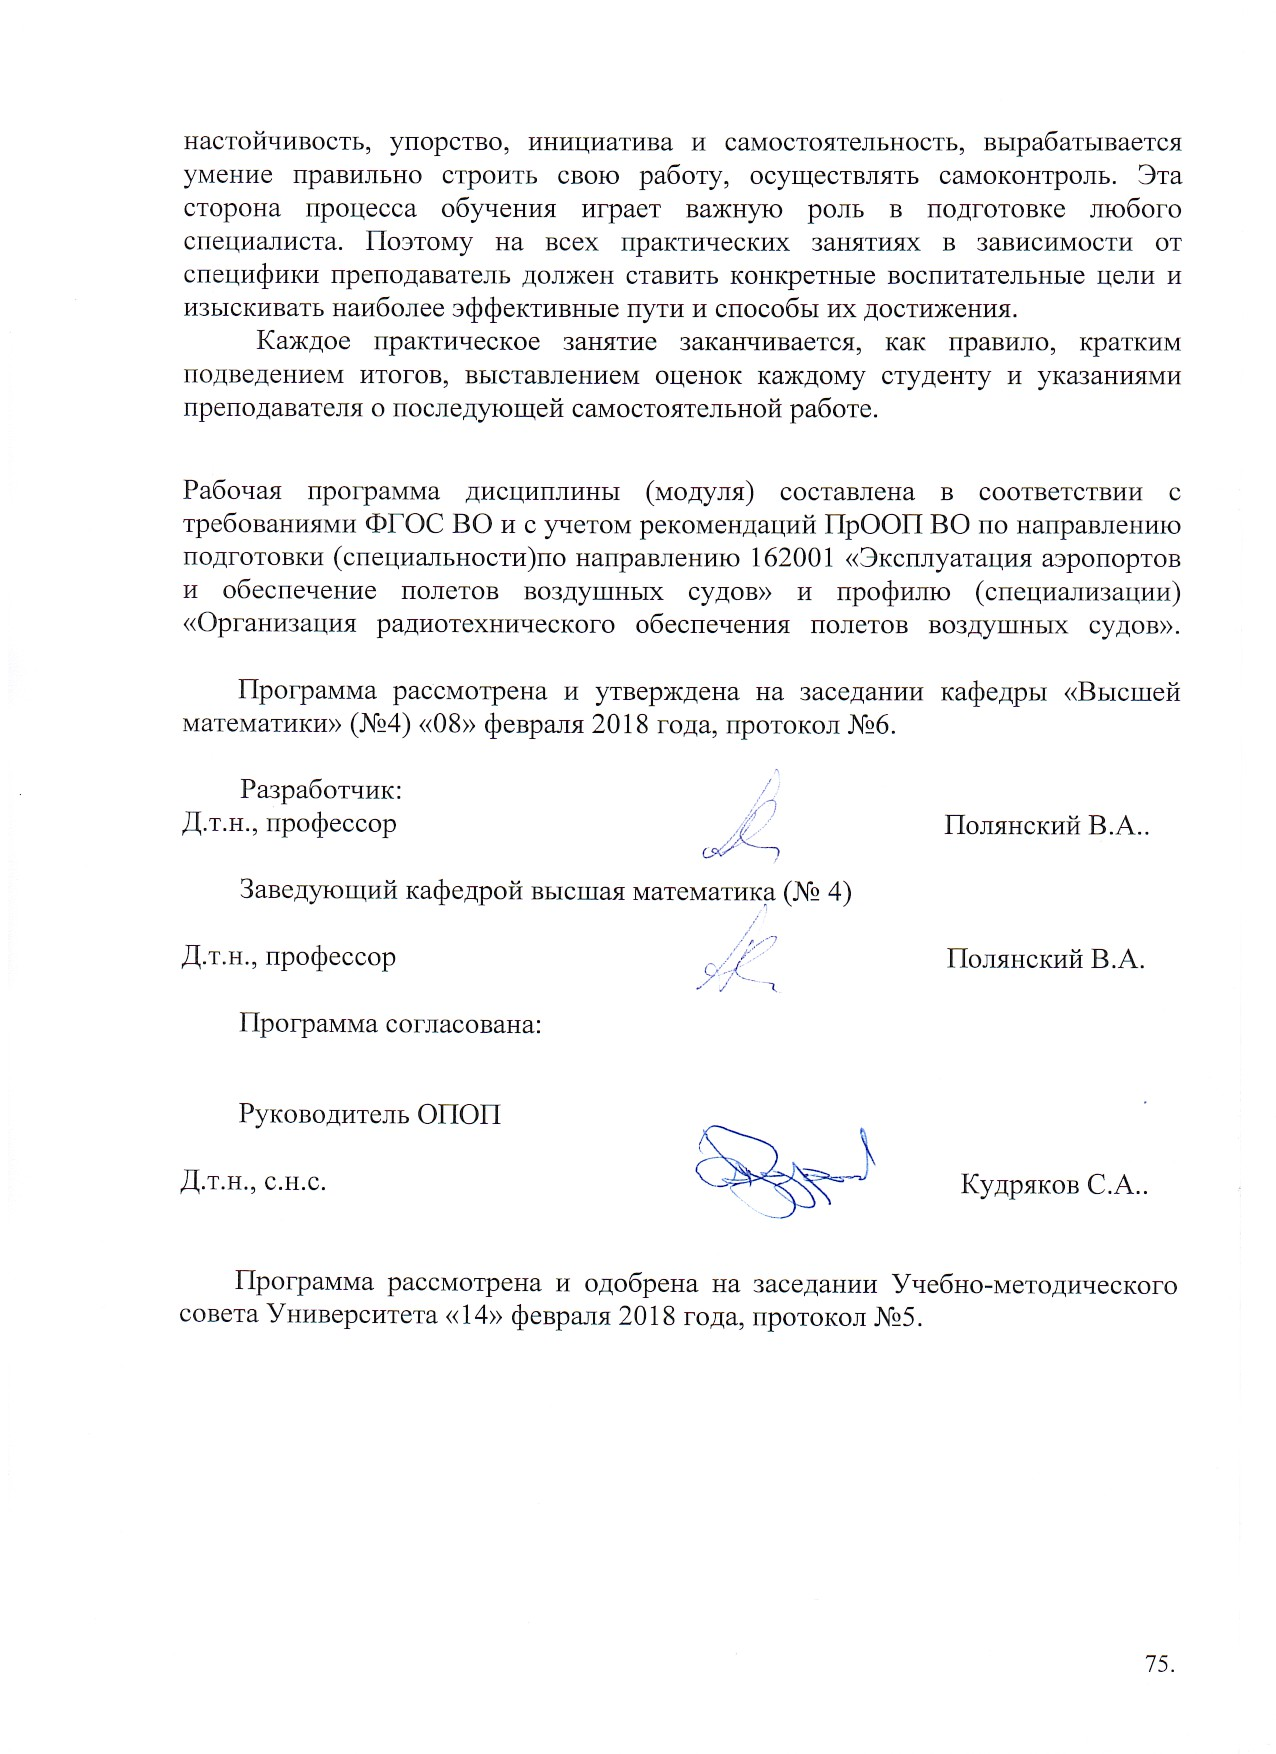 настойчивость, упорство, инициатива и самостоятельность, вырабатывается
умение правильно строить свою работу, осуществлять самоконтроль. Эта
сторона процесса обучения играет важную роль в подготовке любого
специалиста. Поэтому на всех практических занятиях в зависимости от
специфики преподаватель должен ставить конкретные воспитательные цели и
изыскивать наиболее эффективные пути и способы их достижения.
Каждое практическое занятие заканчивается, как правило, кратким
подведением итогов, выставлением оценок каждому студенту и указаниями
преподавателя о последующей самостоятельной работе.
Рабочая программа дисциплины (модуля) составлена в соответствии с
требованиями ФГОС ВО и с учетом рекомендаций ПрООП ВО по направлению
подготовки (специальности)по направлению 162001 «Эксплуатация аэропортов
и обеспечение полетов воздушных судов» и профилю (специализации)
«Организация радиотехнического обеспечения полетов воздушных судов».
Программа рассмотрена и утверждена на заседании кафедры «Высшей
математики» (№4) «08» февраля 2018 года, протокол №6.
Разработчик:
Д.т.н., профессор Полянский В.А..
Заведующий кафедрой высшая математика (№ 4)
Д.т.н., профессор Полянский В.А.
Программа согласована:
Руководитель ОПОП
Д.т.н., с.н.с. Кудряков С.А..
Программа рассмотрена и одобрена на заседании Учебно-методического
совета Университета «14» февраля 2018 года, протокол №5.
75.